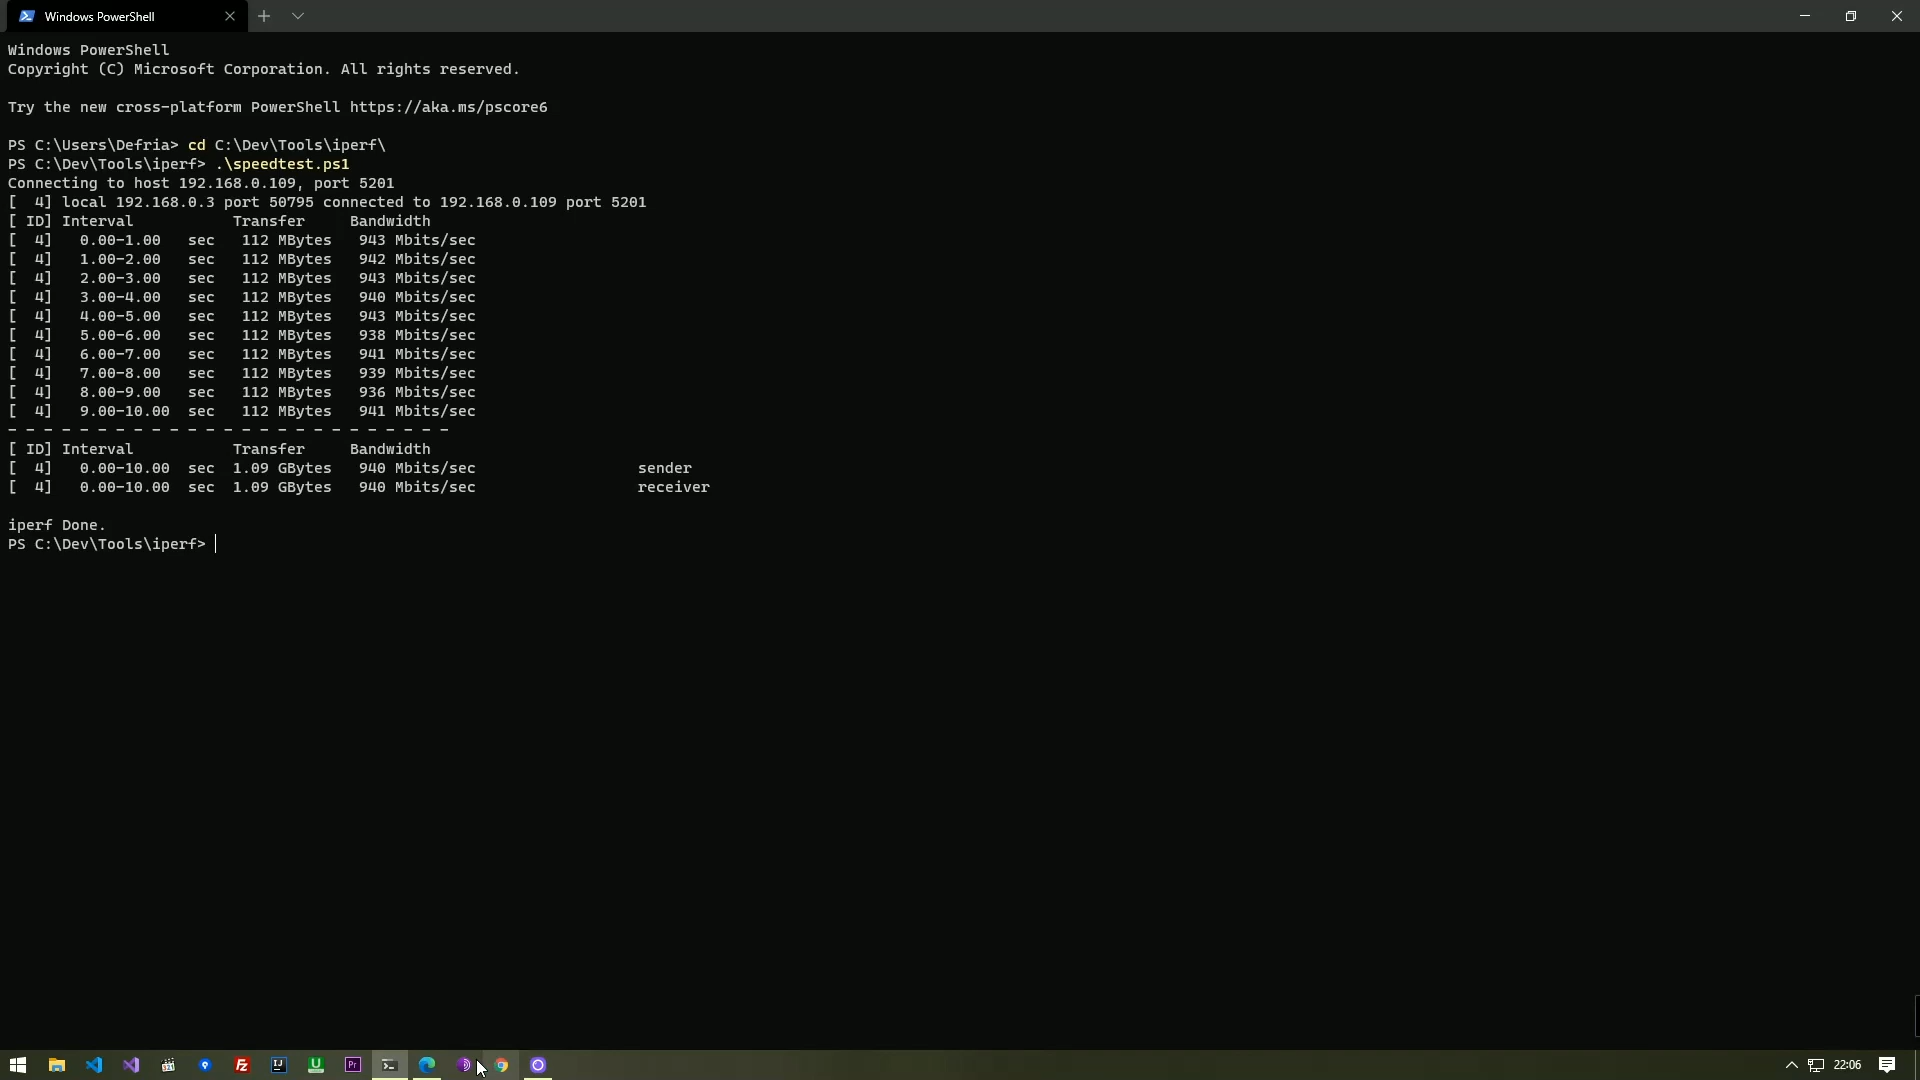 Windows PowerShell
Windows PowerShell
Copyright (C) Microsoft Corporation. All rights reserved.
Try the new cross-platform PowerShell https://aka.ms/pscore6
PS C:\Users\Defria> cd C:\Dev\Tools\iperf\
PS C:\Dev\Tools\iperf> .\speedtest.ps1
Connecting to host 192.168.0.109, port 5201
[  4] local 192.168.0.3 port 50795 connected to 192.168.0.109 port 5201
[ ID] Interval           Transfer     Bandwidth
[  4]   0.00-1.00   sec   112 MBytes   943 Mbits/sec
[  4]   1.00-2.00   sec   112 MBytes   942 Mbits/sec
[  4]   2.00-3.00   sec   112 MBytes   943 Mbits/sec
[  4]   3.00-4.00   sec   112 MBytes   940 Mbits/sec
[  4]   4.00-5.00   sec   112 MBytes   943 Mbits/sec
[  4]   5.00-6.00   sec   112 MBytes   938 Mbits/sec
[  4]   6.00-7.00   sec   112 MBytes   941 Mbits/sec
[  4]   7.00-8.00   sec   112 MBytes   939 Mbits/sec
[  4]   8.00-9.00   sec   112 MBytes   936 Mbits/sec
[  4]   9.00-10.00  sec   112 MBytes   941 Mbits/sec
- - - - - - - - - - - - - - - - - - - - - - - - -
[ ID] Interval           Transfer     Bandwidth
[  4]   0.00-10.00  sec  1.09 GBytes   940 Mbits/sec                  sender
[  4]   0.00-10.00  sec  1.09 GBytes   940 Mbits/sec                  receiver
iperf Done.
PS C:\Dev\Tools\iperf>
FZ IJ U Pr 22:06